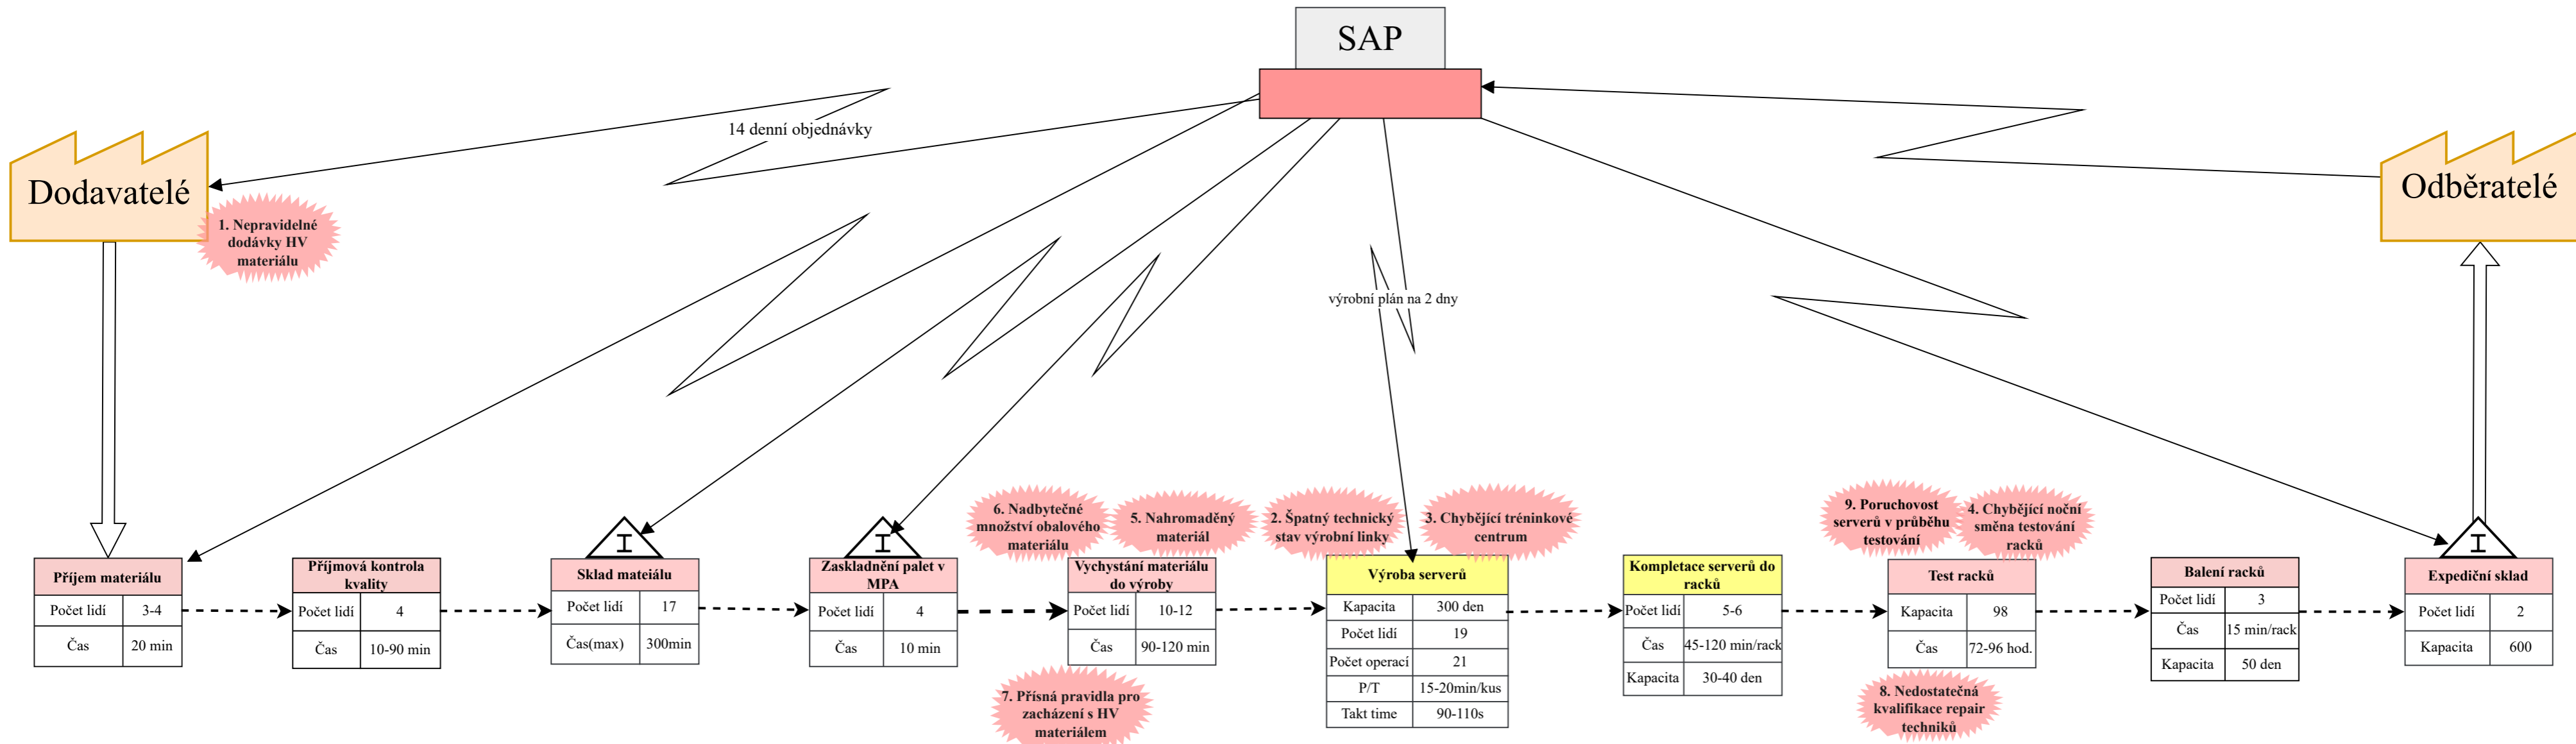 SAP
14 denní objednávky
Dodavatelé
Odběratelé
1. Nepravidelné
dodávky HV
materiálu
výrobní plán na 2 dny
6. Nadbytečné
množství obalového
materiálu
5. Nahromaděný
materiál
2. Špatný technický
stav výrobní linky
3. Chybějící tréninkové
centrum
9. Poruchovost
serverů v průběhu
testování
4. Chybějící noční
směna testování
racků
I
I
I
Příjem materiálu
Počet lidí 3-4
Čas 20 min
Příjmová kontrola
kvality
Počet lidí 4
Čas 10-90 min
Sklad mateiálu
Počet lidí 17
Čas(max) 300min
Zaskladnění palet v
MPA
Počet lidí 4
Čas 10 min
Vychystání materiálu
do výroby
Počet lidí 10-12
Čas 90-120 min
Výroba serverů
Kapacita 300 den
Počet lidí 19
Počet operací 21
P/T 15-20min/kus
Takt time 90-110s
Kompletace serverů do
racků
Počet lidí 5-6
Čas 45-120 min/rack
Kapacita 30-40 den
Test racků
Kapacita 98
Čas 72-96 hod.
Balení racků
Počet lidí 3
Čas 15 min/rack
Kapacita 50 den
Expediční sklad
Počet lidí 2
Kapacita 600
7. Přísná pravidla pro
zacházení s HV
materiálem
8. Nedostatečná
kvalifikace repair
techniků